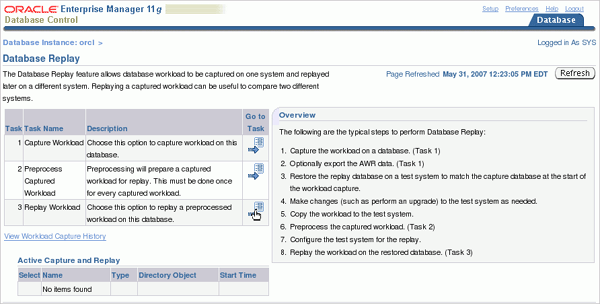 ORACLE Enterprise Manager 11g
Database Control
Setup Preferences Help Logout
Database
Database Instance: orcl >
Logged in As SYS
Database Replay
The Database Replay feature allows database workload to be captured on one system and replayed
later on a different system. Replaying a captured workload can be useful to compare two different
systems.
Page Refreshed May 31, 2007 12:23:05 PM EDT
Refresh
Task Task Name Description Go to Task
1 Capture Workload Choose this option to capture workload on this
database.
2 Preprocess Captured Workload Preprocessing will prepare a captured
workload for replay. This must be done once
for every captured workload.
3 Replay Workload Choose this option to replay a preprocessed
workload on this database.
View Workload Capture History
Overview
The following are the typical steps to perform Database Replay:
1. Capture the workload on a database. (Task 1)
2. Optionally export the AWR data. (Task 1)
3. Restore the replay database on a test system to match the capture database at the start of
the workload capture.
4. Make changes (such as perform an upgrade) to the test system as needed.
5. Copy the workload to the test system.
6. Preprocess the captured workload. (Task 2)
7. Configure the test system for the replay.
8. Replay the workload on the restored database. (Task 3)
Active Capture and Replay
Select Name Type Directory Object Start Time
No items found